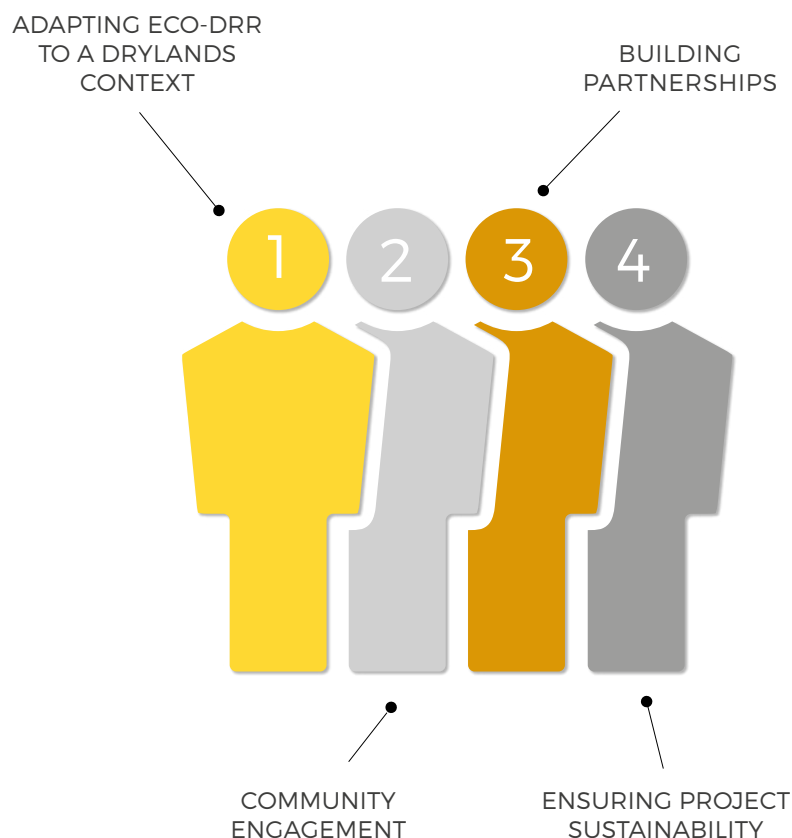 ADAPTING ECO-DRR
TO A DRYLANDS
CONTEXT
BUILDING
PARTNERSHIPS
1
2
3
4
COMMUNITY
ENGAGEMENT
ENSURING PROJECT
SUSTAINABILITY